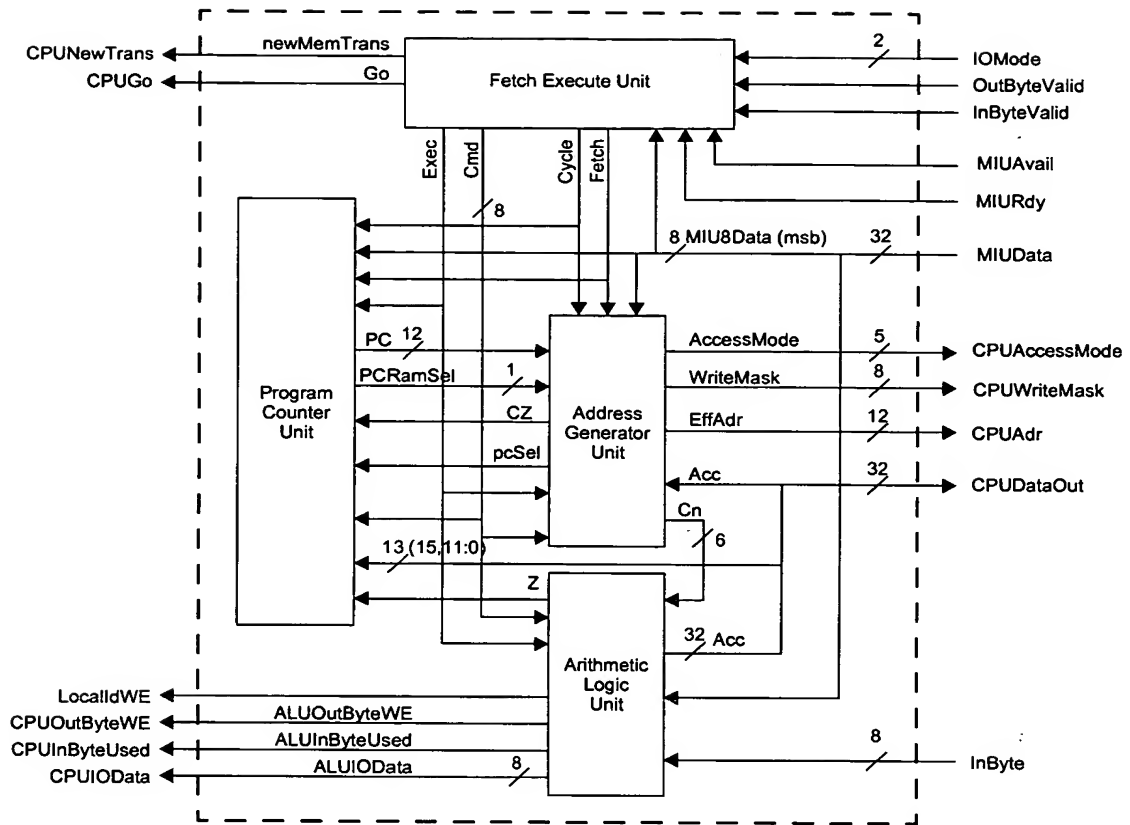 newMemTrans
CPUNewTrans
Go
CPUGo
Fetch Execute Unit
2
IOMode
OutByteValid
InByteValid
MIUAvail
MIURdy
Exec
Cmd
Cycle
Fetch
8
8 MIU8Data (msb)
32
MIUData
Program
Counter
Unit
PC 12
PCRamSel 1
CZ
pcSel
Address
Generator
Unit
AccessMode 5
CPUAccessMode
WriteMask 8
CPUWriteMask
EffAdr 12
CPUAdr
Acc 32
CPUDataOut
Cn
6
13 (15,11:0)
Z
Arithmetic
Logic
Unit
32 Acc
LocalIdWE
CPUOutByteWE
ALUOutByteWE
CPUInByteUsed
ALUInByteUsed
CPUIOData
ALUIOData 8
8
InByte